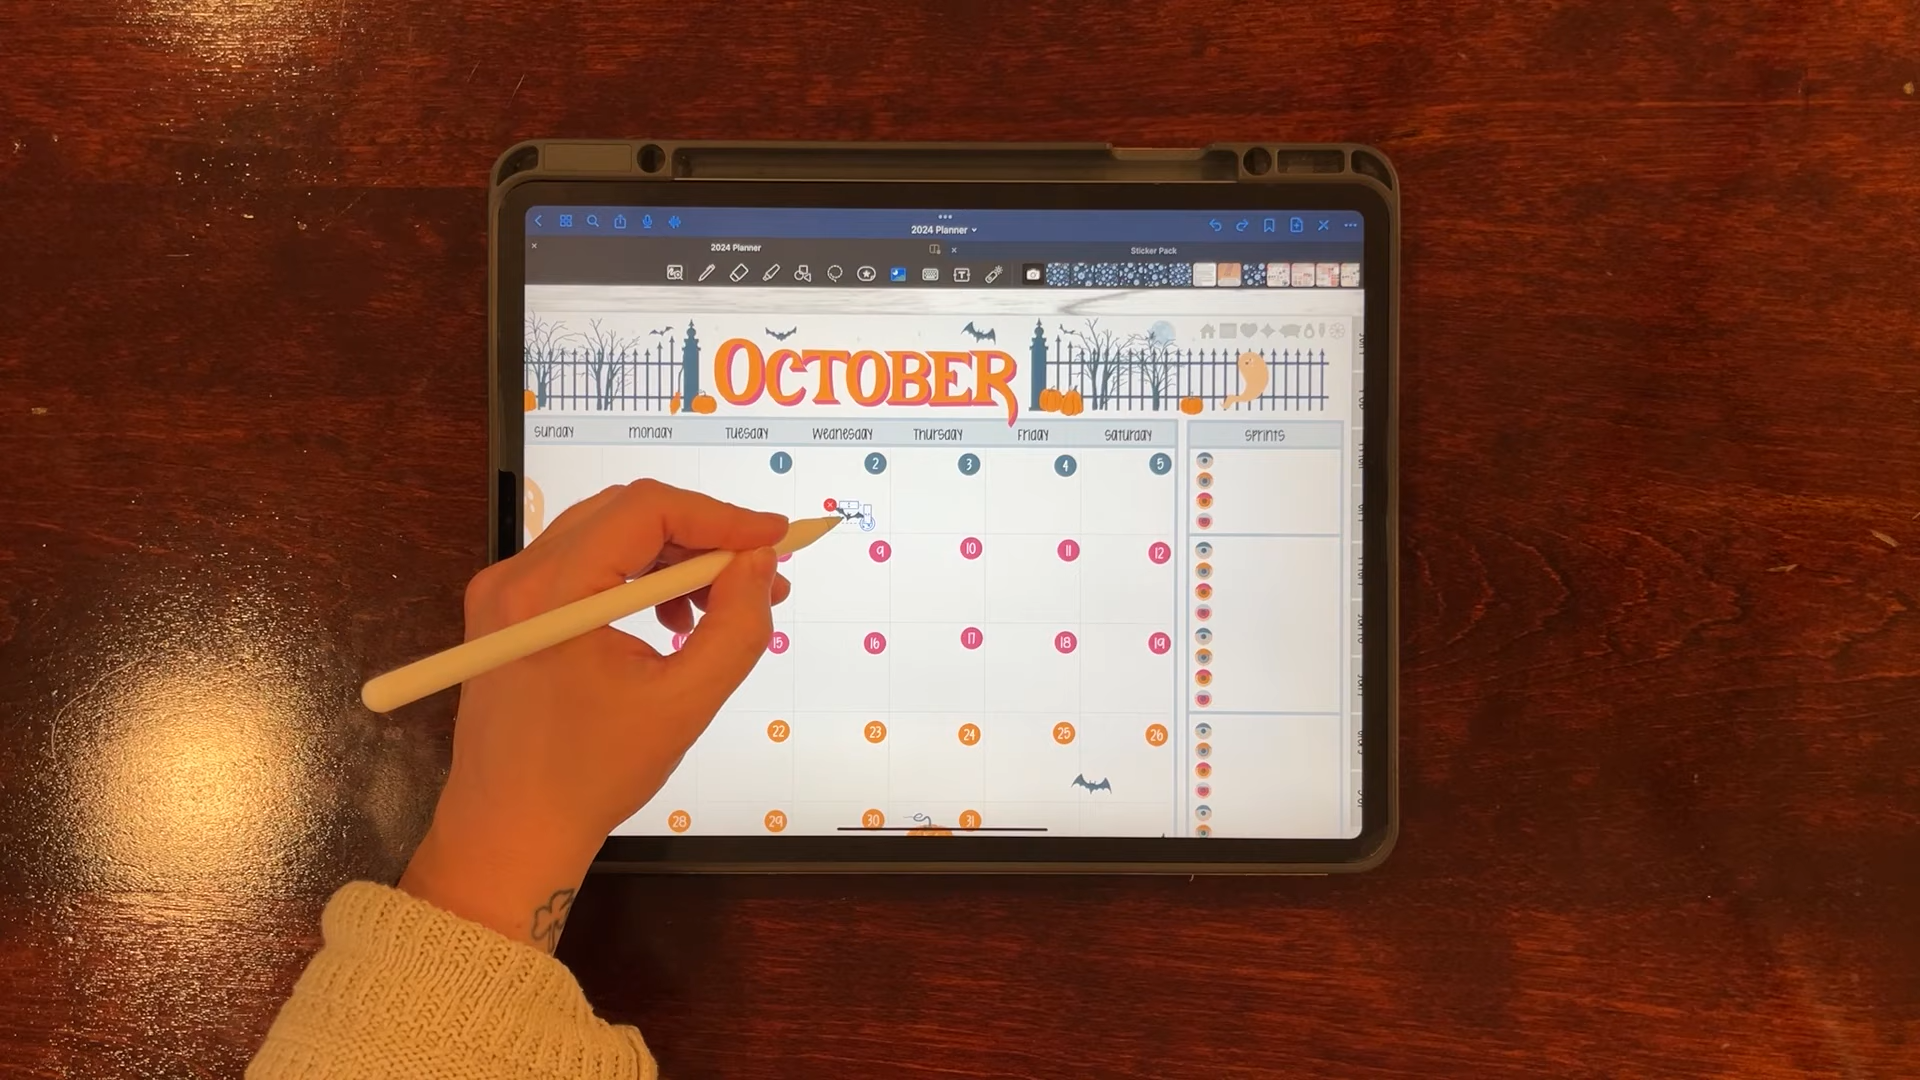 2024 Planner
2024 Planner
Sticker Pack
OCTOBER
Sunday Monday Tuesday Wednesday Thursday Friday Saturday Sprints
1 2 3 4 5
9 10 11 12
15 16 17 18 19
22 23 24 25 26
28 29 30 31